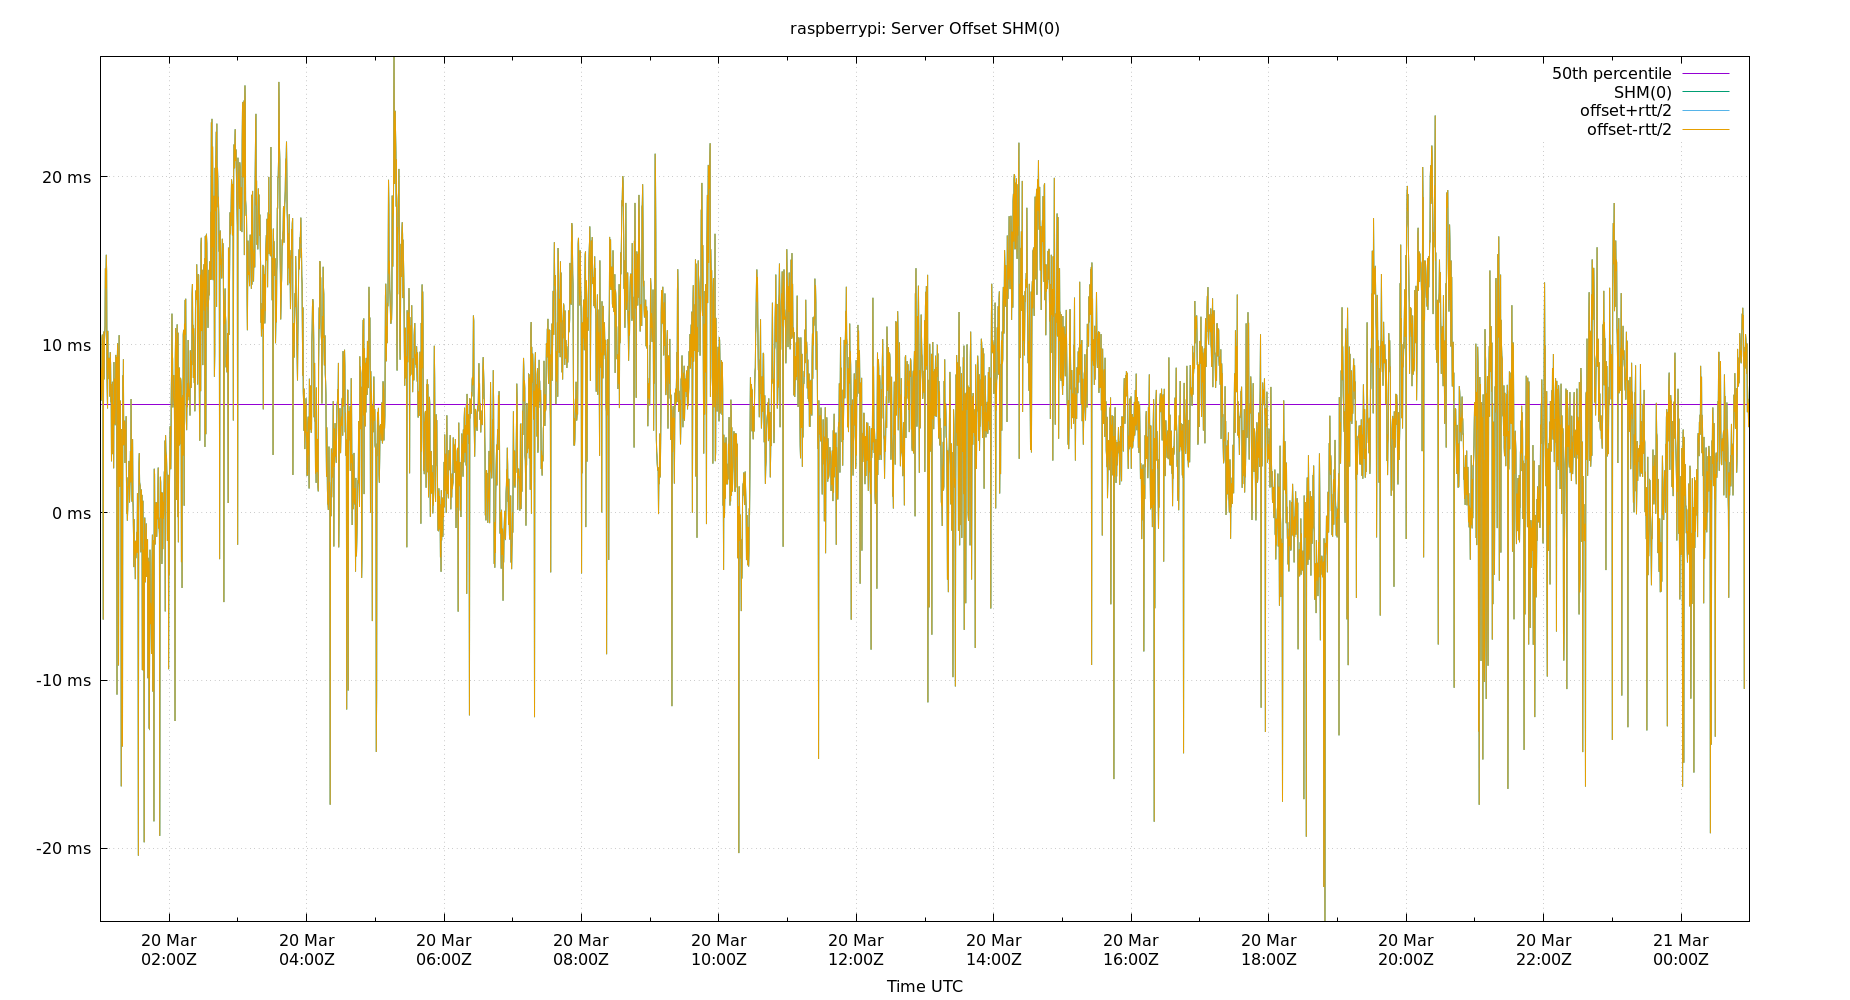 raspberrypi: Server Offset SHM(0)
50th percentile
SHM(0)
offset+rtt/2
offset-rtt/2
20 ms
10 ms
0 ms
-10 ms
-20 ms
20 Mar 20 Mar 20 Mar 20 Mar 20 Mar 20 Mar 20 Mar 20 Mar 20 Mar 20 Mar 20 Mar 21 Mar
02:00Z 04:00Z 06:00Z 08:00Z 10:00Z 12:00Z 14:00Z 16:00Z 18:00Z 20:00Z 22:00Z 00:00Z
Time UTC